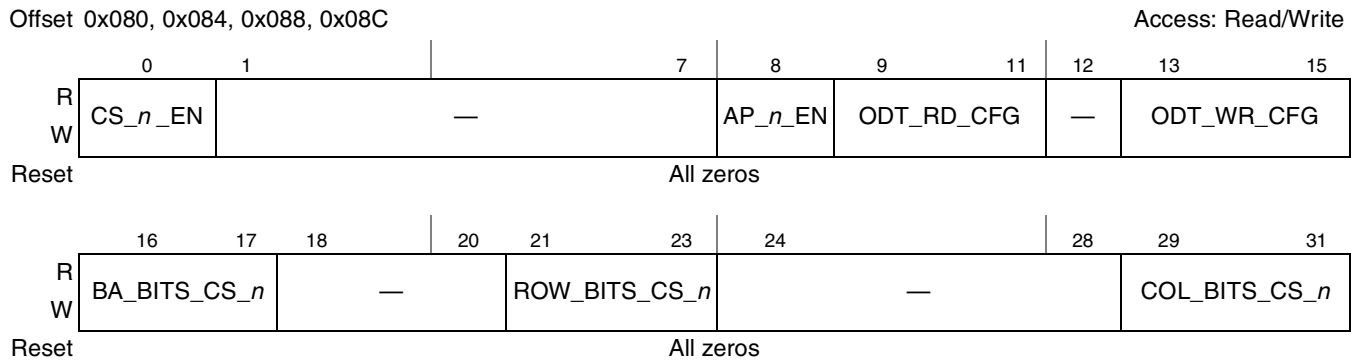 Offset 0x080, 0x084, 0x088, 0x08C Access: Read/Write
0 1 7 8 9 11 12 13 15
R
W
CS_n_EN — AP_n_EN ODT_RD_CFG — ODT_WR_CFG
Reset All zeros
16 17 18 20 21 23 24 28 29 31
R
W
BA_BITS_CS_n — ROW_BITS_CS_n — COL_BITS_CS_n
Reset All zeros